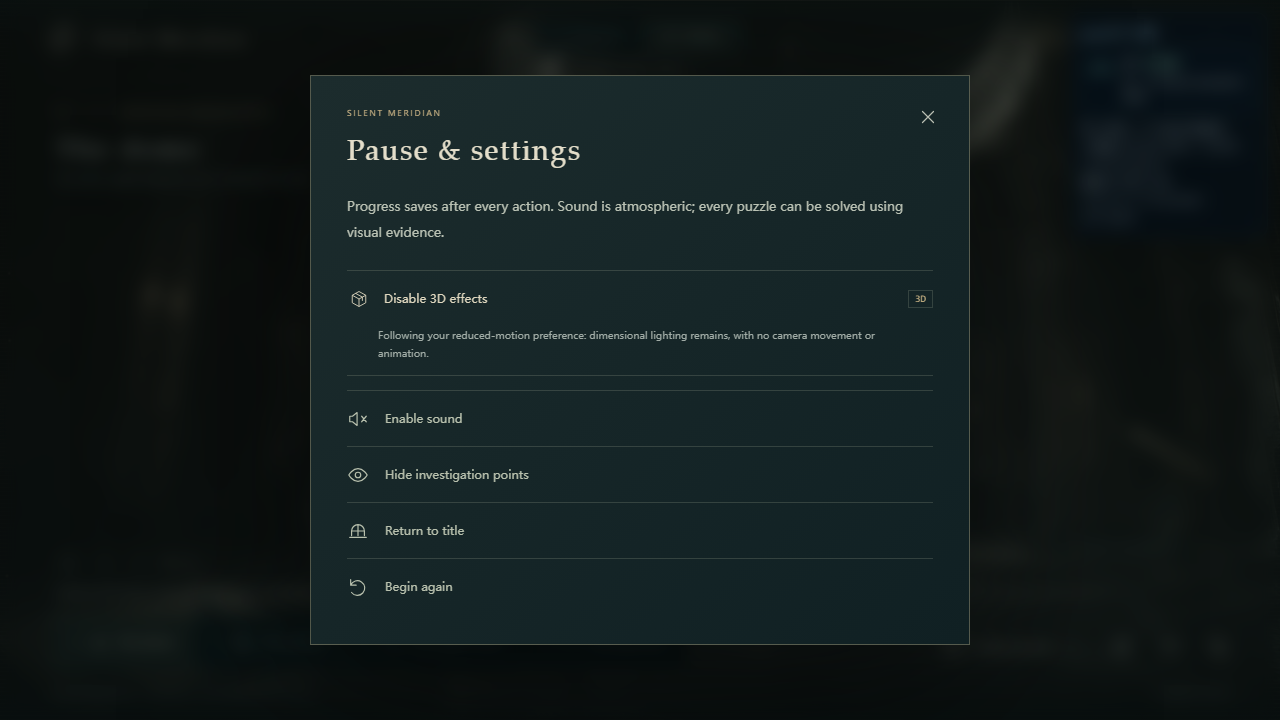 SILENT MERIDIAN
Pause & settings
Progress saves after every action. Sound is atmospheric; every puzzle can be solved using
visual evidence.
Disable 3D effects
3D
Following your reduced-motion preference: dimensional lighting remains, with no camera movement or
animation.
Enable sound
Hide investigation points
Return to title
Begin again